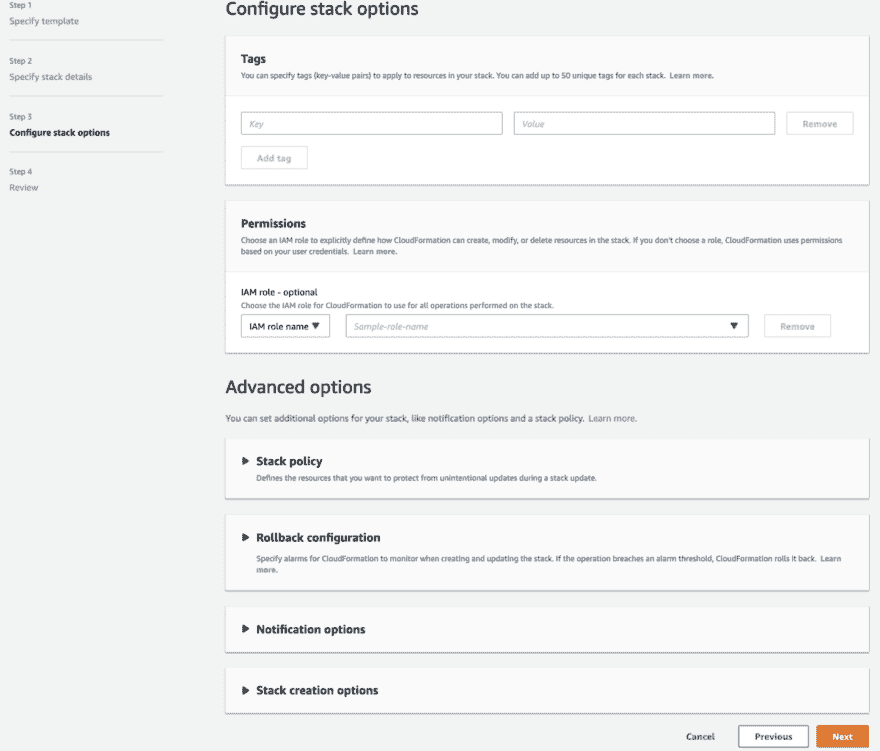 Step 1
Specify template
Step 2
Specify stack details
Step 3
Configure stack options
Step 4
Review
Configure stack options
Tags
You can specify tags (key-value pairs) to apply to resources in your stack. You can add up to 50 unique tags for each stack. Learn more.
Key
Value
Remove
Add tag
Permissions
Choose an IAM role to explicitly define how CloudFormation can create, modify, or delete resources in the stack. If you don't choose a role, CloudFormation uses permissions
based on your user credentials. Learn more.
IAM role - optional
Choose the IAM role for CloudFormation to use for all operations performed on the stack.
IAM role name
Sample-role-name
Remove
Advanced options
You can set additional options for your stack, like notification options and a stack policy. Learn more.
Stack policy
Defines the resources that you want to protect from unintentional updates during a stack update.
Rollback configuration
Specify alarms for CloudFormation to monitor when creating and updating the stack. If the operation breaches an alarm threshold, CloudFormation rolls it back. Learn
more.
Notification options
Stack creation options
Cancel
Previous
Next